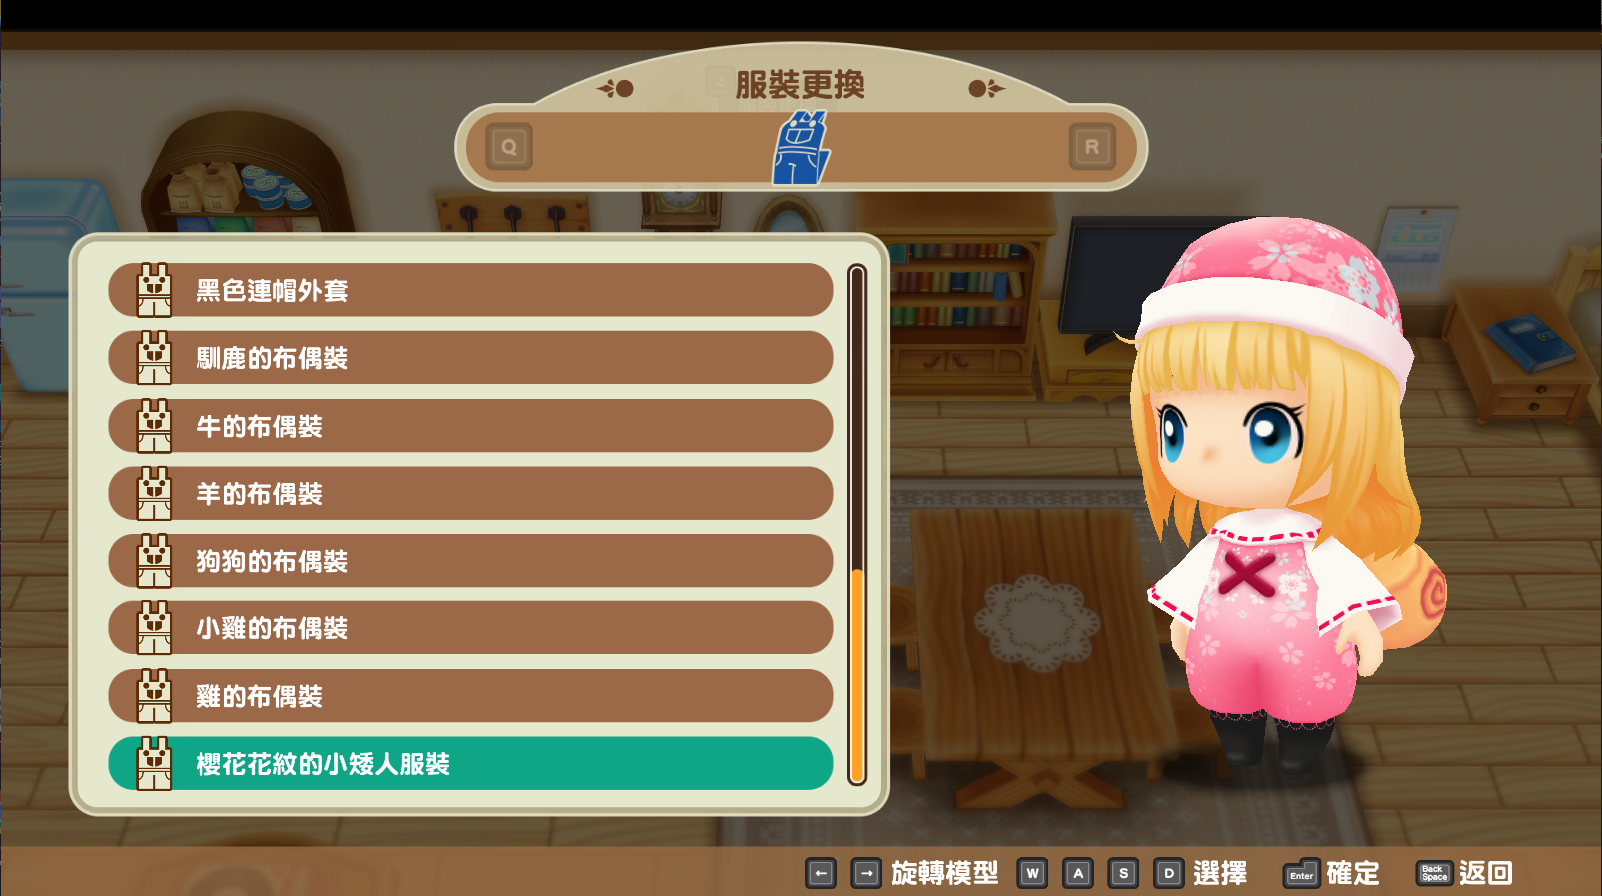 服裝更換
Q
R
黑色連帽外套
馴鹿的布偶裝
牛的布偶裝
羊的布偶裝
狗狗的布偶裝
小雞的布偶裝
雞的布偶裝
櫻花花紋的小矮人服裝
← → 旋轉模型 W A S D 選擇 Enter 確定 Back Space 返回